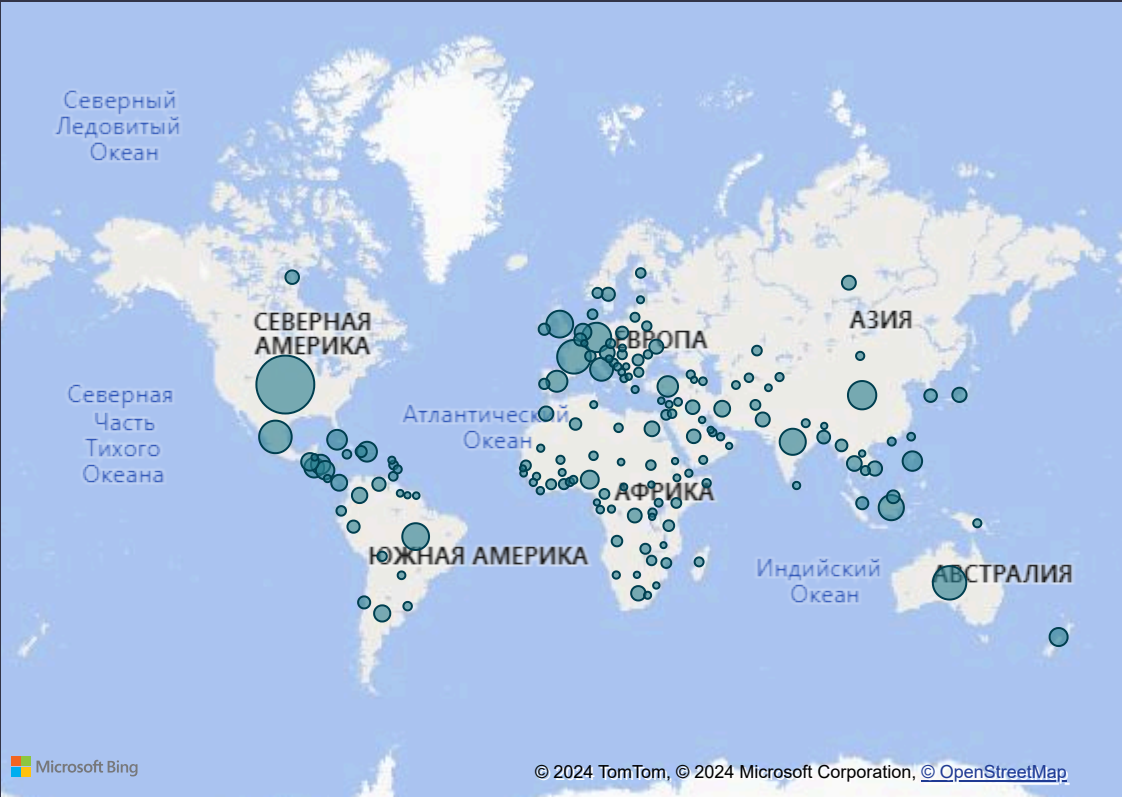 Северный
Ледовитый
Океан
СЕВЕРНАЯ
АМЕРИКА
АЗИЯ
ЕВРОПА
Северная
Часть
Тихого
Океана
Атлантический
Океан
АФРИКА
ЮЖНАЯ АМЕРИКА
Индийский
Океан
АВСТРАЛИЯ
Microsoft Bing
© 2024 TomTom, © 2024 Microsoft Corporation, © OpenStreetMap